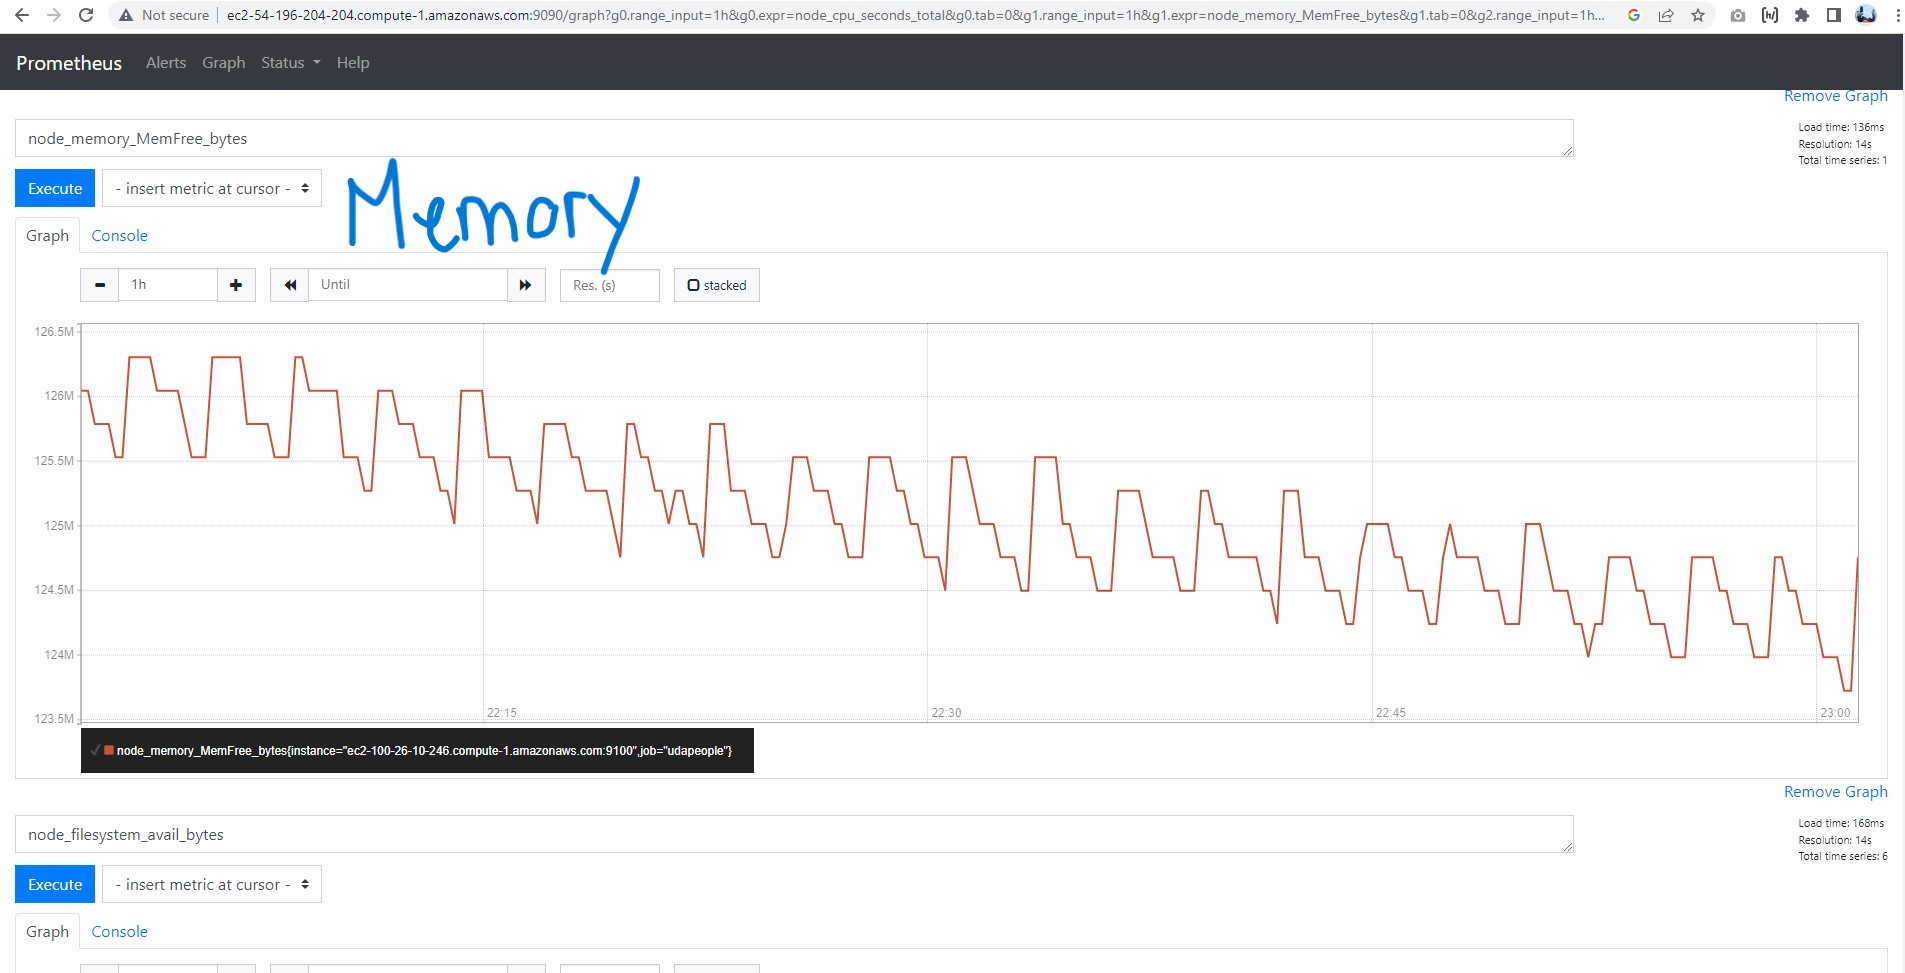 Not secure ec2-54-196-204-204.compute-1.amazonaws.com:9090/graph?g0.range_input=1h&g0.expr=node_cpu_seconds_total&g0.tab=0&g1.range_input=1h&g1.expr=node_memory_MemFree_bytes&g1.tab=0&g2.range_input=1h...
Prometheus Alerts Graph Status Help
Remove Graph
node_memory_MemFree_bytes
Load time: 136ms
Resolution: 14s
Total time series: 1
Execute - insert metric at cursor -
Memory
Graph Console
1h Until Res. (s) stacked
126.5M
126M
125.5M
125M
124.5M
124M
123.5M
22:15 22:30 22:45 23:00
node_memory_MemFree_bytes{instance="ec2-100-26-10-246.compute-1.amazonaws.com:9100",job="udapeople"}
Remove Graph
node_filesystem_avail_bytes
Load time: 168ms
Resolution: 14s
Total time series: 6
Execute - insert metric at cursor -
Graph Console